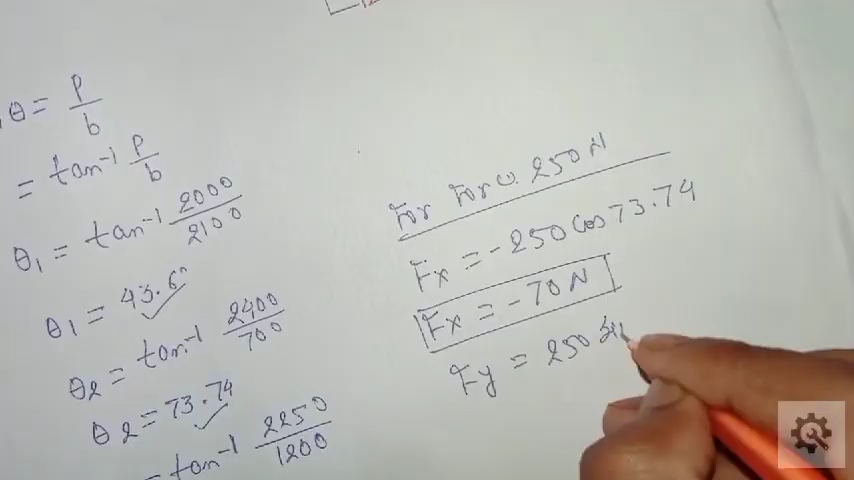 θ = p/b
= tan⁻¹ p/b
θ₁ = tan⁻¹ 2000/2100
θ₁ = 43.6°
θ₂ = tan⁻¹ 2400/700
θ₂ = 73.74
= tan⁻¹ 2250/1200
For 250 N
Fx = -250 cos 73.74
Fx = -70 N
Fy = 250